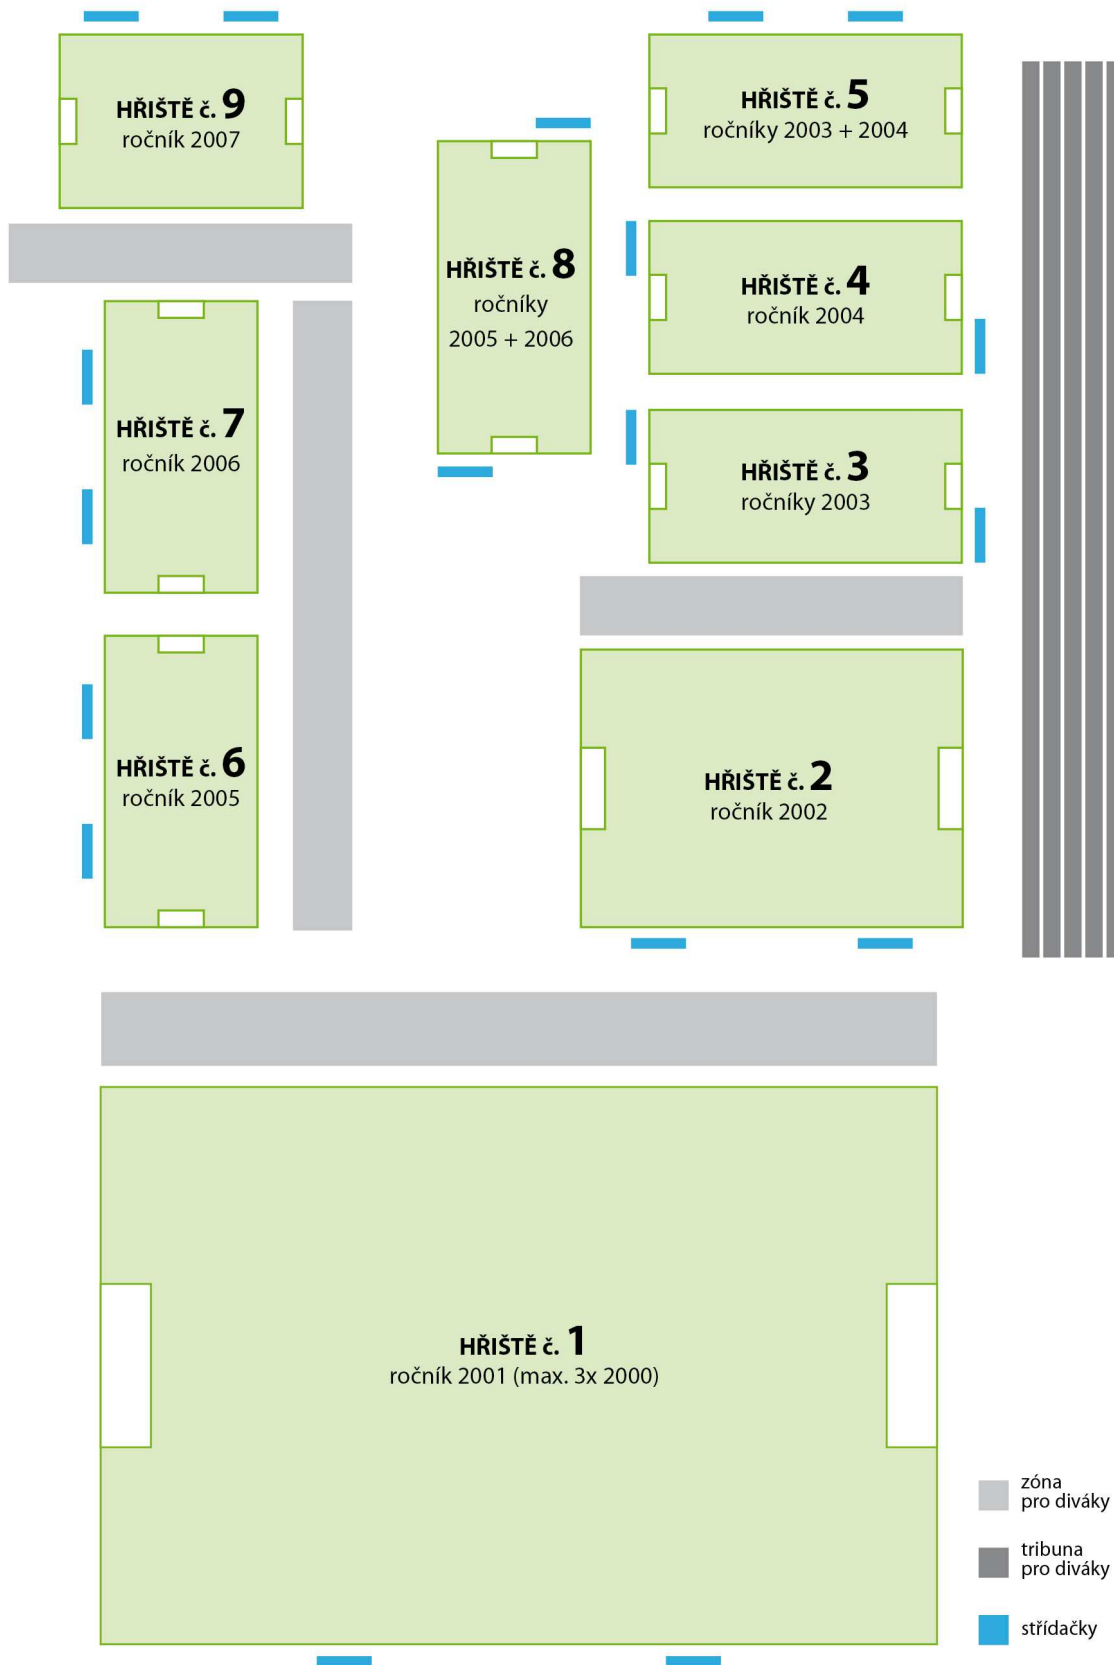 HŘIŠTĚ č. 9
ročník 2007
HŘIŠTĚ č. 5
ročníky 2003 + 2004
HŘIŠTĚ č. 8
ročníky
2005 + 2006
HŘIŠTĚ č. 4
ročník 2004
HŘIŠTĚ č. 7
ročník 2006
HŘIŠTĚ č. 3
ročníky 2003
HŘIŠTĚ č. 6
ročník 2005
HŘIŠTĚ č. 2
ročník 2002
HŘIŠTĚ č. 1
ročník 2001 (max. 3x 2000)
zóna
pro diváky
tribuna
pro diváky
střídačky